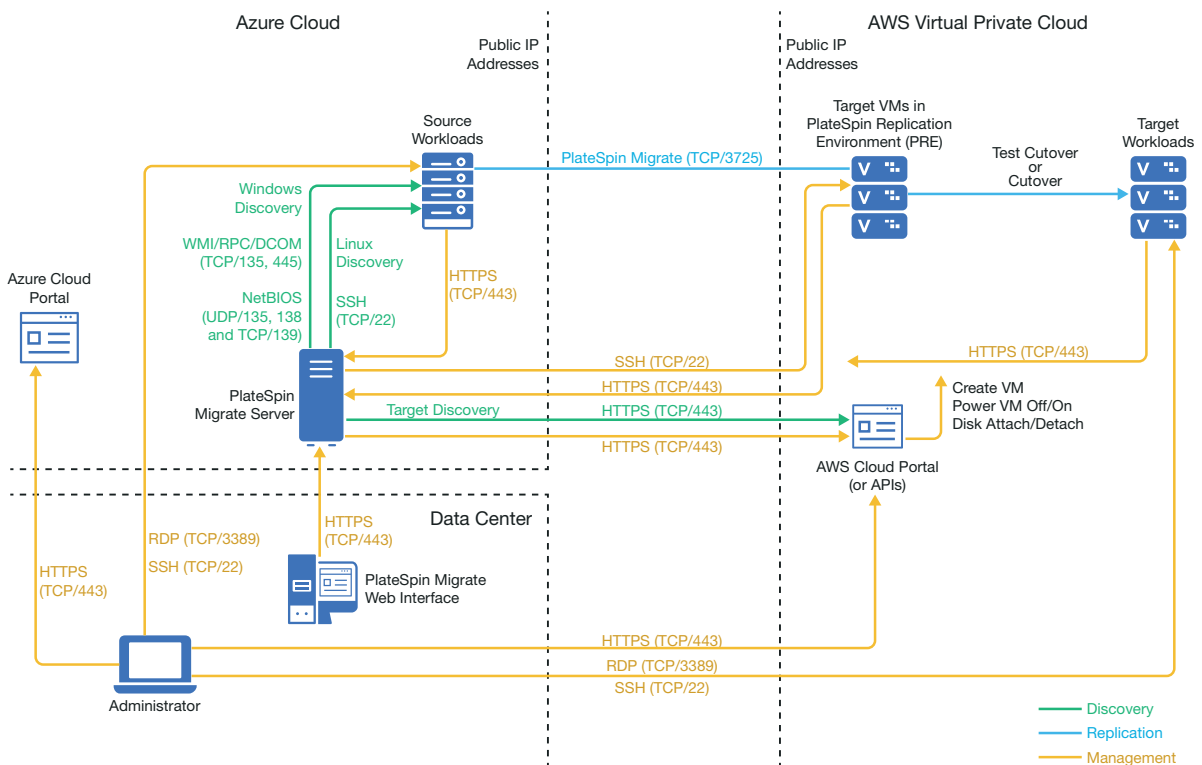 Azure Cloud
AWS Virtual Private Cloud
Public IP
Addresses
Public IP
Addresses
Source
Workloads
Target VMs in
PlateSpin Replication
Environment (PRE)
Target
Workloads
PlateSpin Migrate (TCP/3725)
Test Cutover
or
Cutover
Windows
Discovery
WMI/RPC/DCOM
(TCP/135, 445)
Linux
Discovery
HTTPS
(TCP/443)
Azure Cloud
Portal
NetBIOS
(UDP/135, 138
and TCP/139)
SSH
(TCP/22)
SSH (TCP/22)
HTTPS (TCP/443)
HTTPS (TCP/443)
PlateSpin
Migrate Server
Target Discovery
HTTPS (TCP/443)
HTTPS (TCP/443)
Create VM
Power VM Off/On
Disk Attach/Detach
AWS Cloud Portal
(or APIs)
Data Center
HTTPS
(TCP/443)
RDP (TCP/3389)
SSH (TCP/22)
HTTPS
(TCP/443)
PlateSpin Migrate
Web Interface
HTTPS (TCP/443)
RDP (TCP/3389)
SSH (TCP/22)
Administrator
Discovery
Replication
Management
V
V
V
V
V
V